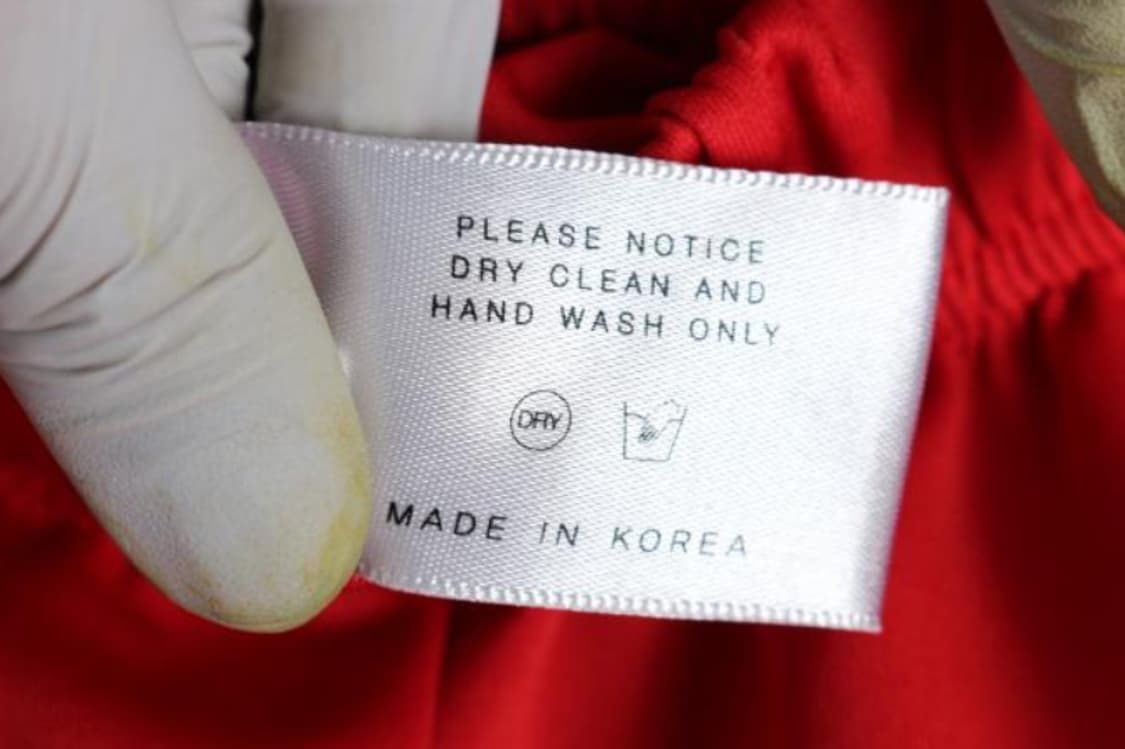 PLEASE NOTICE
DRY CLEAN AND
HAND WASH ONLY
DRY
MADE IN KOREA